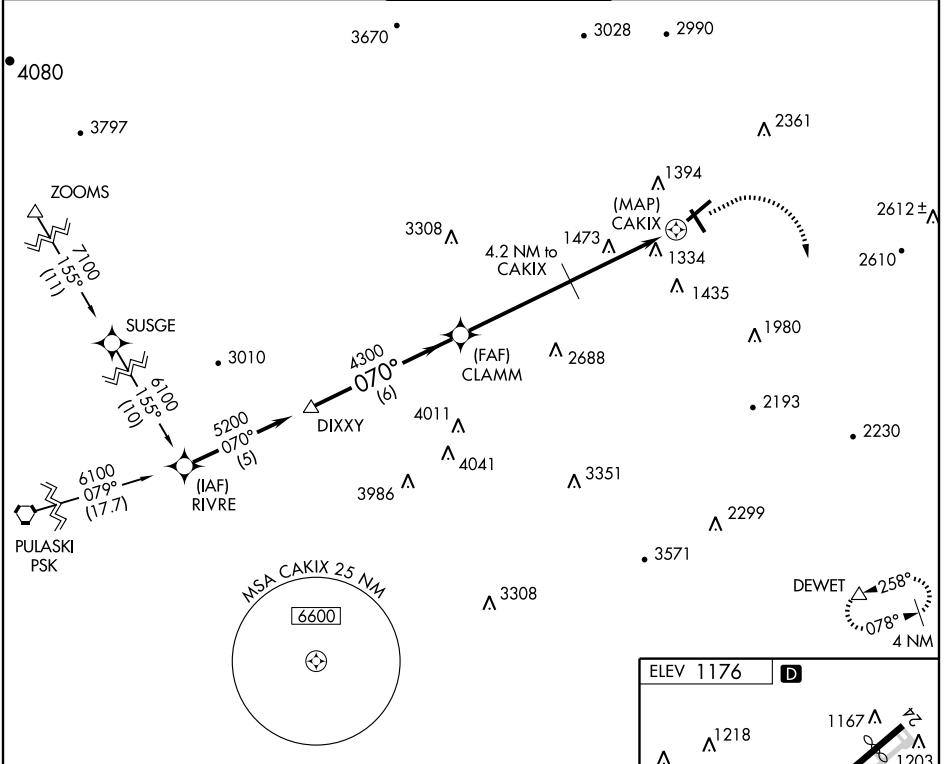 3670
3028
2990
4080
3797
2361
ZOOMS
1394
(MAP)
CAKIX
2612±
3308
1473
4.2 NM to
CAKIX
1334
2610
7100
155°
(11)
1435
SUSGE
1980
3010
4300
070°
(6)
(FAF)
CLAMM
2688
6100
155°
(10)
DIXXY
4011
2193
5200
070°
(5)
2230
4041
6100
079°
(17.7)
(IAF)
RIVRE
3986
3351
2299
PULASKI
PSK
3571
MSA CAKIX 25 NM
6600
3308
DEWET
258°
078°
4 NM
ELEV 1176
D
1167
24
1218
1203